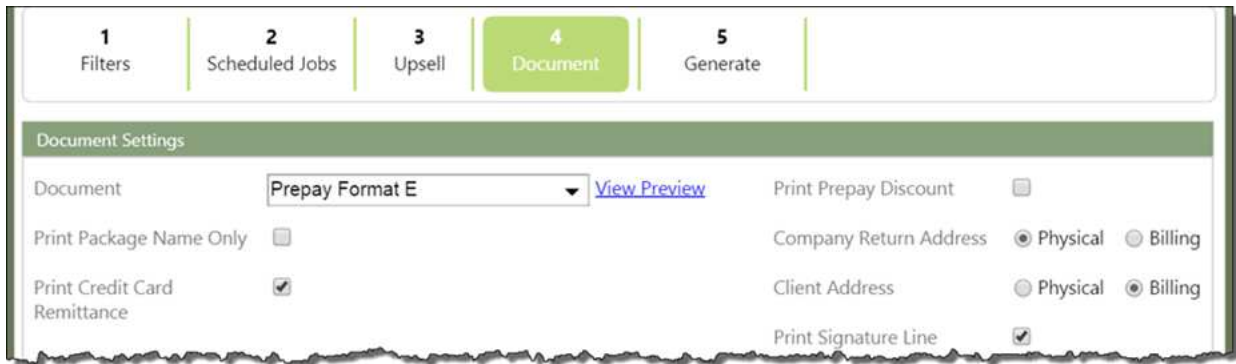 1 2 3 4 5
Filters Scheduled Jobs Upsell Document Generate
Document Settings
Document Prepay Format E View Preview Print Prepay Discount
Print Package Name Only Company Return Address Physical Billing
Print Credit Card Remittance Client Address Physical Billing
Print Signature Line